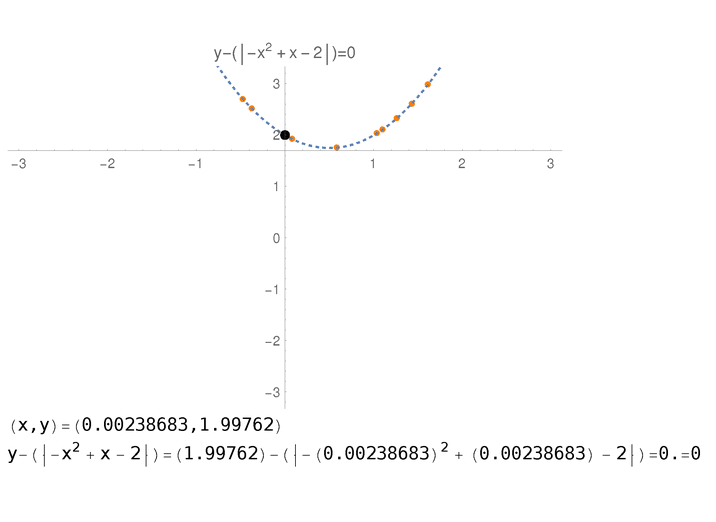 y−(|−x² + x − 2|)=0
3
2
−3 −2 −1 1 2 3
1
0
−1
−2
−3
(x,y)=(0.00238683,1.99762)
y−(|−x² + x − 2|)=(1.99762)−(|−(0.00238683)² + (0.00238683) − 2|)=0.=0